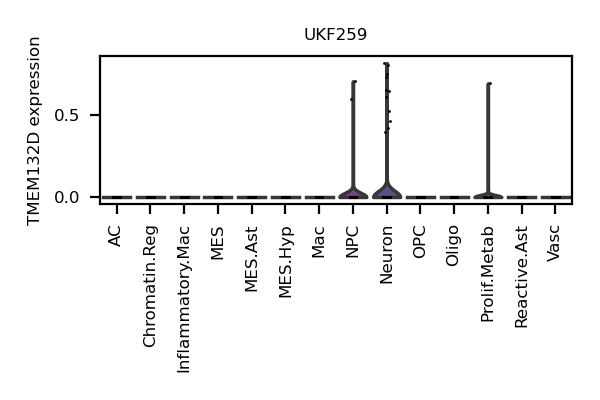 UKF259
TMEM132D expression
0.5
0.0
AC
Chromatin.Reg
Inflammatory.Mac
MES
MES.Ast
MES.Hyp
Mac
NPC
Neuron
OPC
Oligo
Prolif.Metab
Reactive.Ast
Vasc